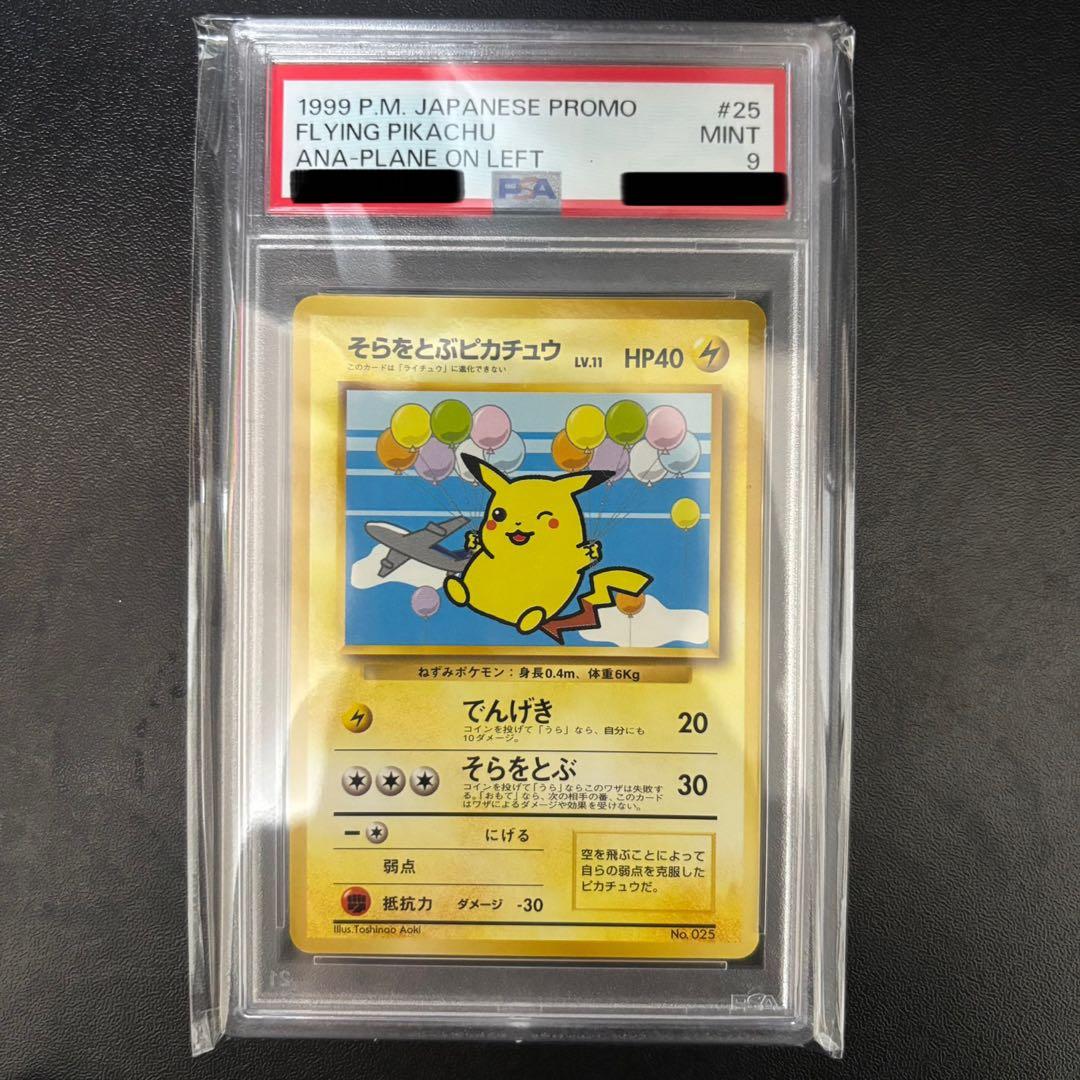 1999 P.M. JAPANESE PROMO #25
FLYING PIKACHU MINT
ANA-PLANE ON LEFT 9
PSA
そらをとぶピカチュウ LV.11 HP40
このカードは「ライチュウ」に進化できない
ねずみポケモン：身長0.4m、体重6Kg
でんげき 20
コインを投げて「うら」なら、自分にも
10ダメージ。
そらをとぶ 30
コインを投げて「うら」ならこのワザは失敗す
る。「おもて」なら、次の相手の番、このカード
はワザによるダメージや効果を受けない。
ー にげる
弱点
抵抗力 ダメージ -30
空を飛ぶことによって
自らの弱点を克服した
ピカチュウだ。
Illus.Toshinao Aoki No. 025
PSA